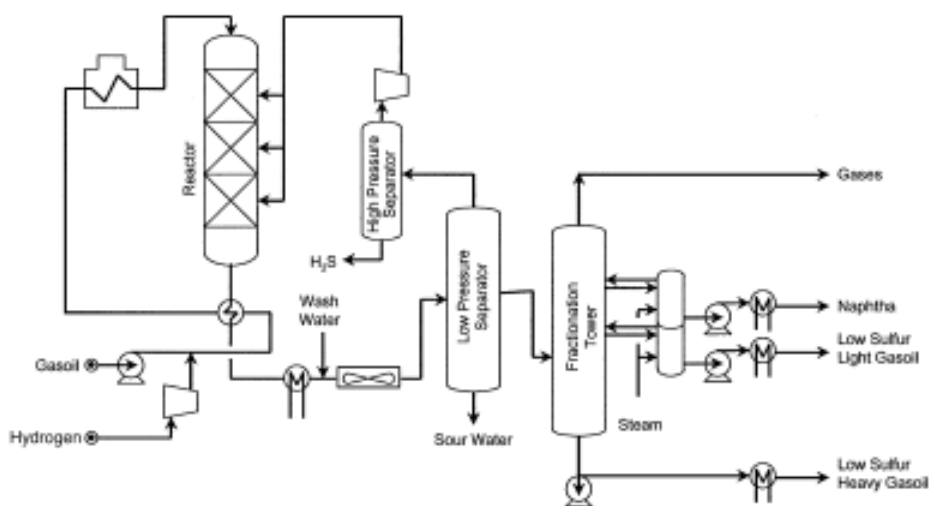 Reactor
High Pressure
Separator
Gases
H₂S
Wash
Water
Low Pressure
Separator
Fractionation
Tower
Naphtha
Low Sulfur
Light Gasoil
Gasoil
Steam
Hydrogen
Sour Water
Low Sulfur
Heavy Gasoil